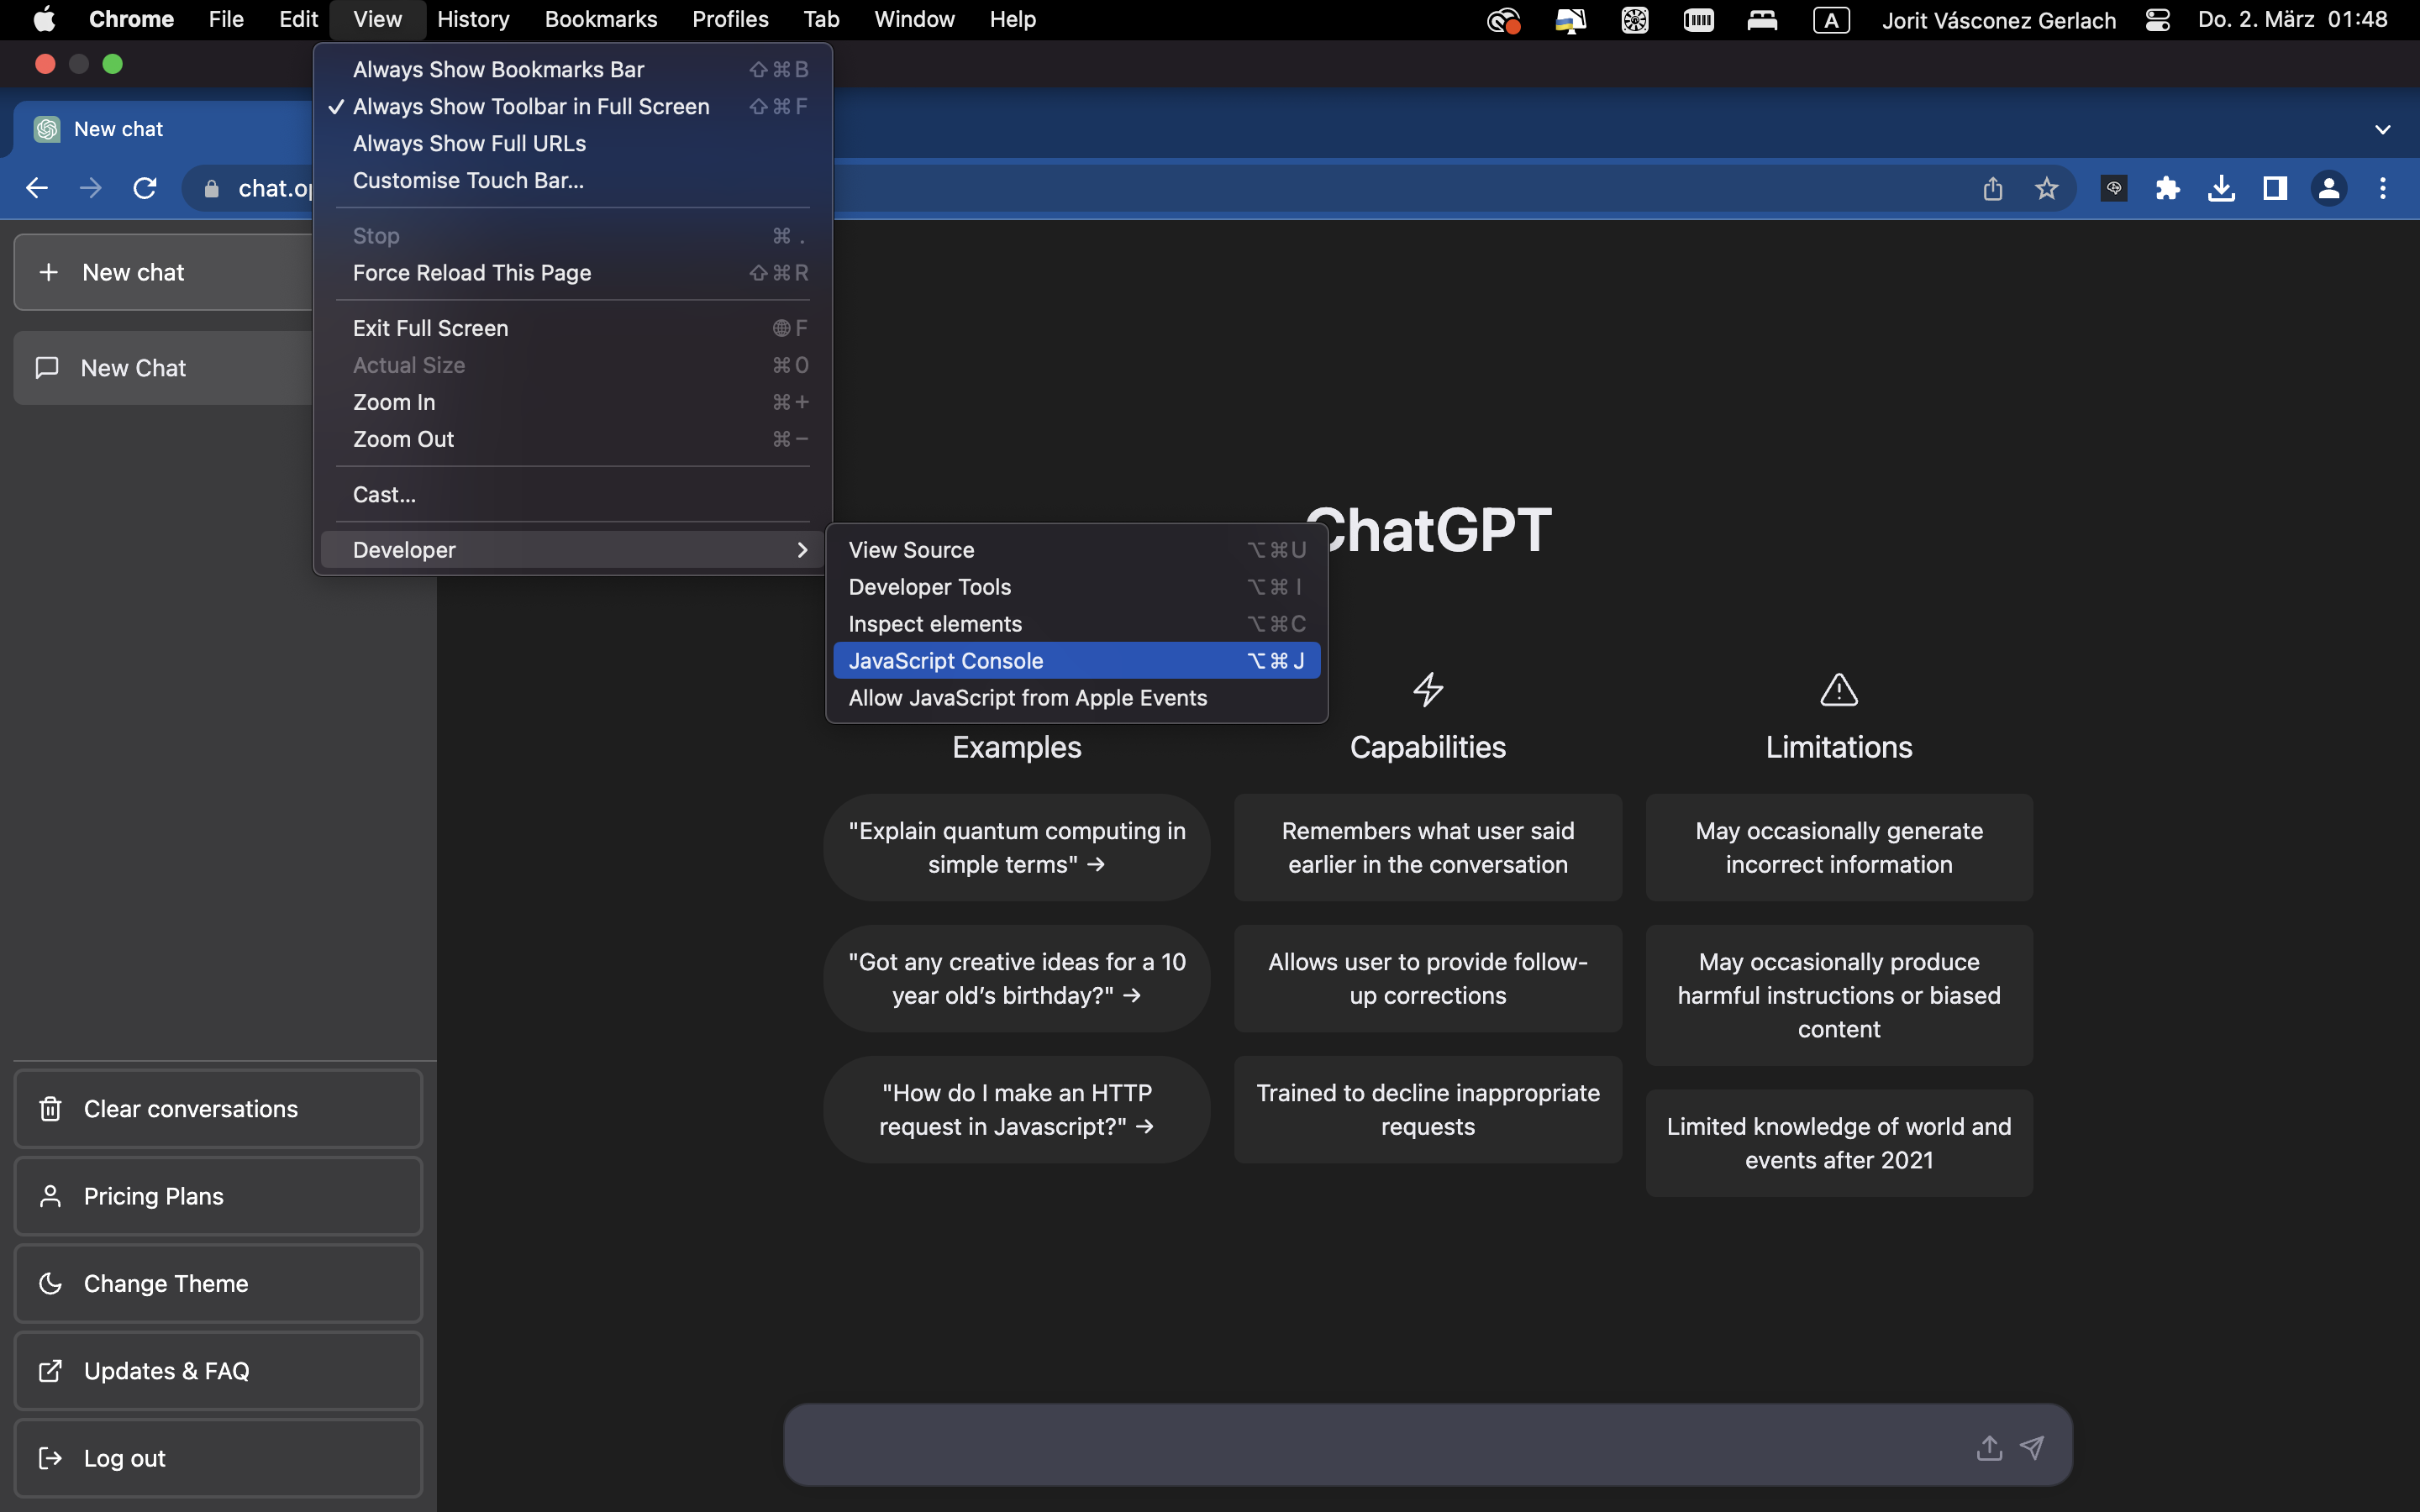 Chrome File Edit View History Bookmarks Profiles Tab Window Help A Jorit Vásconez Gerlach Do. 2. März 01:48
Always Show Bookmarks Bar ⇧⌘B
✓ Always Show Toolbar in Full Screen ⇧⌘F
Always Show Full URLs
Customise Touch Bar...
Stop ⌘ .
Force Reload This Page ⇧⌘R
Exit Full Screen F
Actual Size ⌘0
Zoom In ⌘+
Zoom Out ⌘−
Cast...
Developer
View Source ⌥⌘U
Developer Tools ⌥⌘I
Inspect elements ⌥⌘C
JavaScript Console ⌥⌘J
Allow JavaScript from Apple Events
New chat
chat.op
+ New chat
New Chat
Clear conversations
Pricing Plans
Change Theme
Updates & FAQ
Log out
ChatGPT
Examples
"Explain quantum computing in
simple terms" →
"Got any creative ideas for a 10
year old's birthday?" →
"How do I make an HTTP
request in Javascript?" →
Capabilities
Remembers what user said
earlier in the conversation
Allows user to provide follow-
up corrections
Trained to decline inappropriate
requests
Limitations
May occasionally generate
incorrect information
May occasionally produce
harmful instructions or biased
content
Limited knowledge of world and
events after 2021